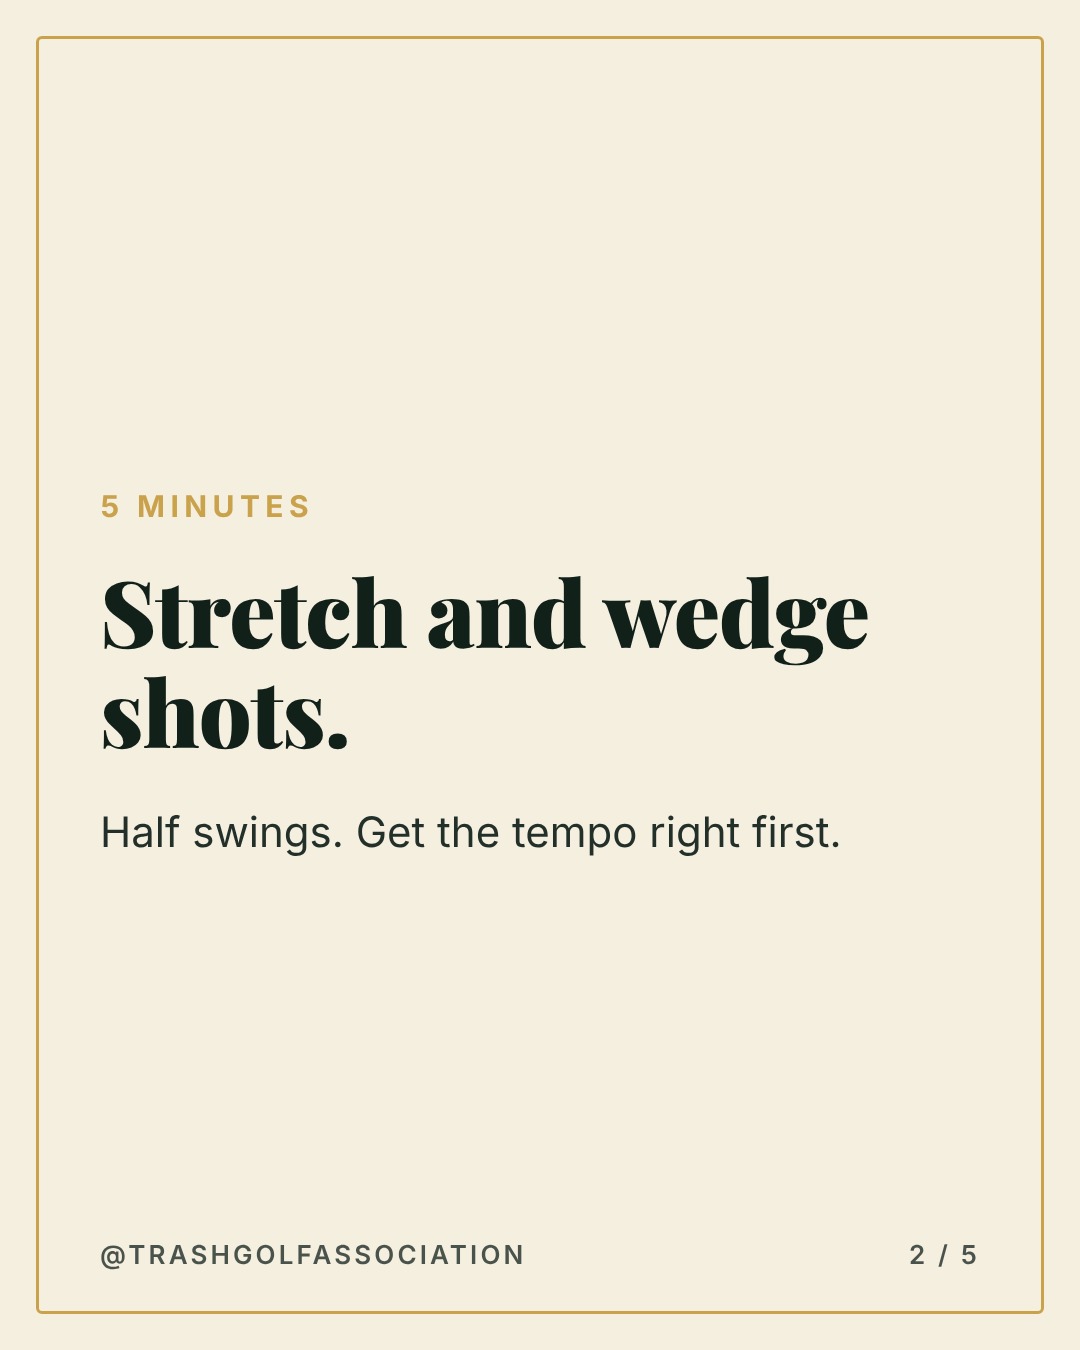 5 MINUTES
Stretch and wedge
shots.
Half swings. Get the tempo right first.
@TRASHGOLFASSOCIATION
2 / 5